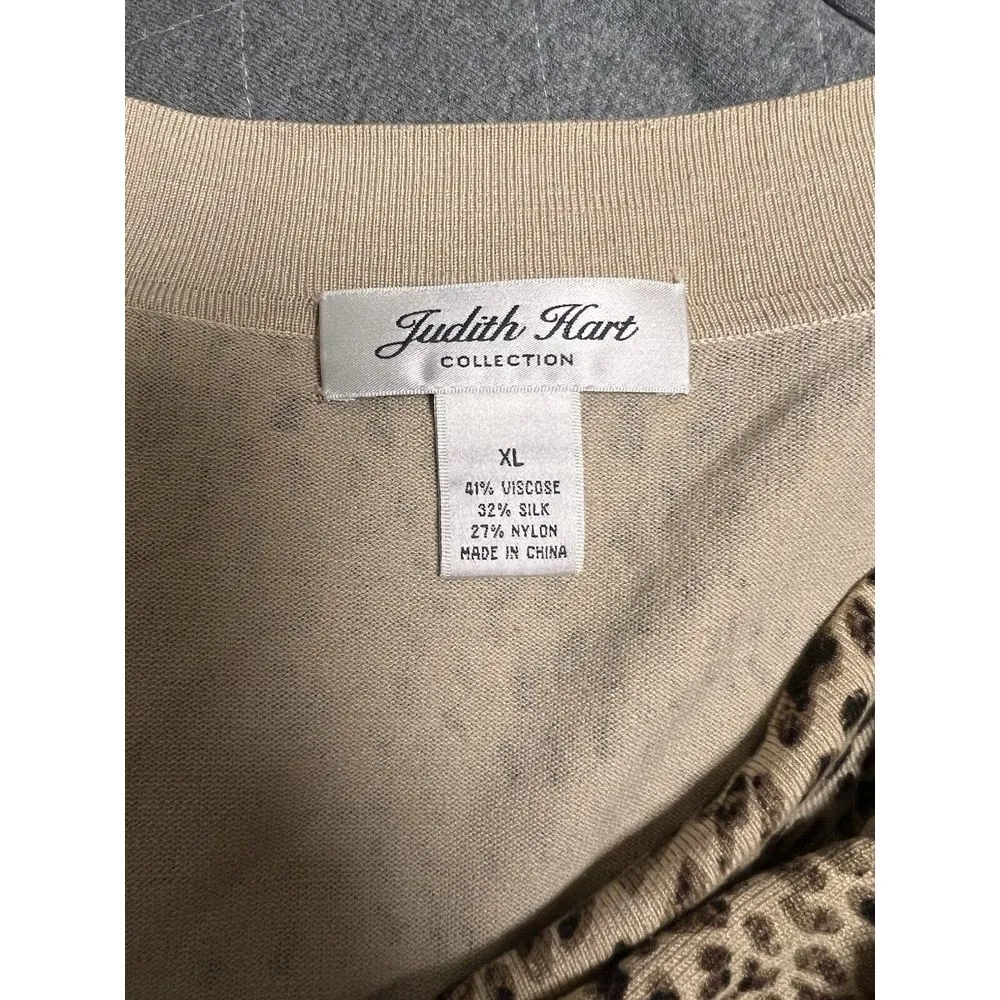 Judith Hart
COLLECTION
XL
41% VISCOSE
32% SILK
27% NYLON
MADE IN CHINA